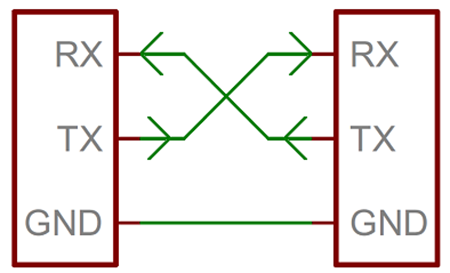 RX RX
TX TX
GND GND